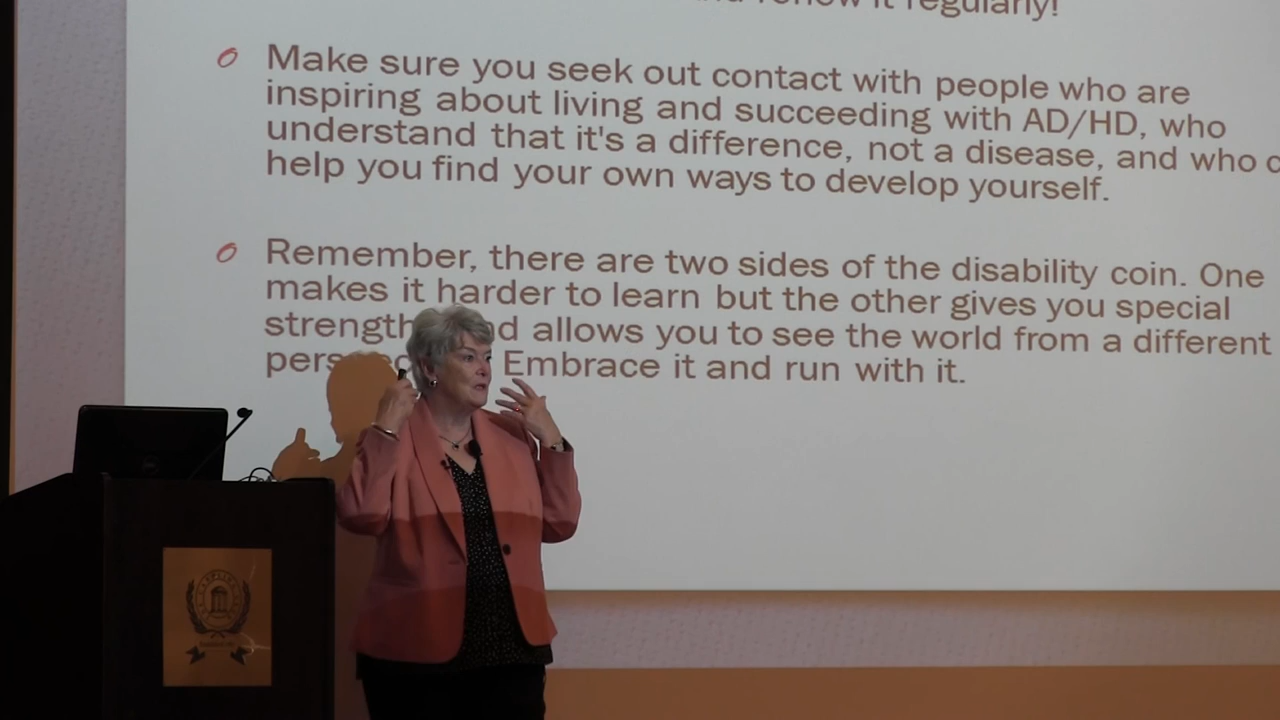 renew it regularly!
Make sure you seek out contact with people who are
inspiring about living and succeeding with AD/HD, who
understand that it's a difference, not a disease, and who
help you find your own ways to develop yourself.
Remember, there are two sides of the disability coin. One
makes it harder to learn but the other gives you special
allows you to see the world from a different
Embrace it and run with it.